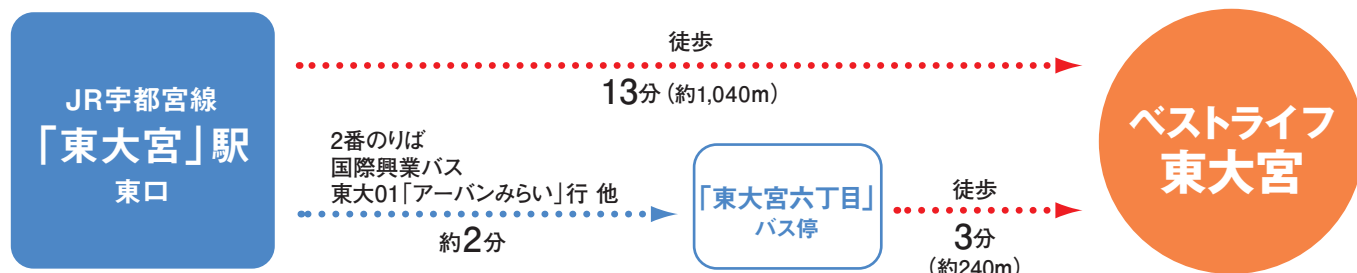 JR宇都宮線
「東大宮」駅
東口
徒歩
13分(約1,040m)
2番のりば
国際興業バス
東大01「アーバンみらい」行 他
約2分
「東大宮六丁目」
バス停
徒歩
3分
(約240m)
ベストライフ
東大宮